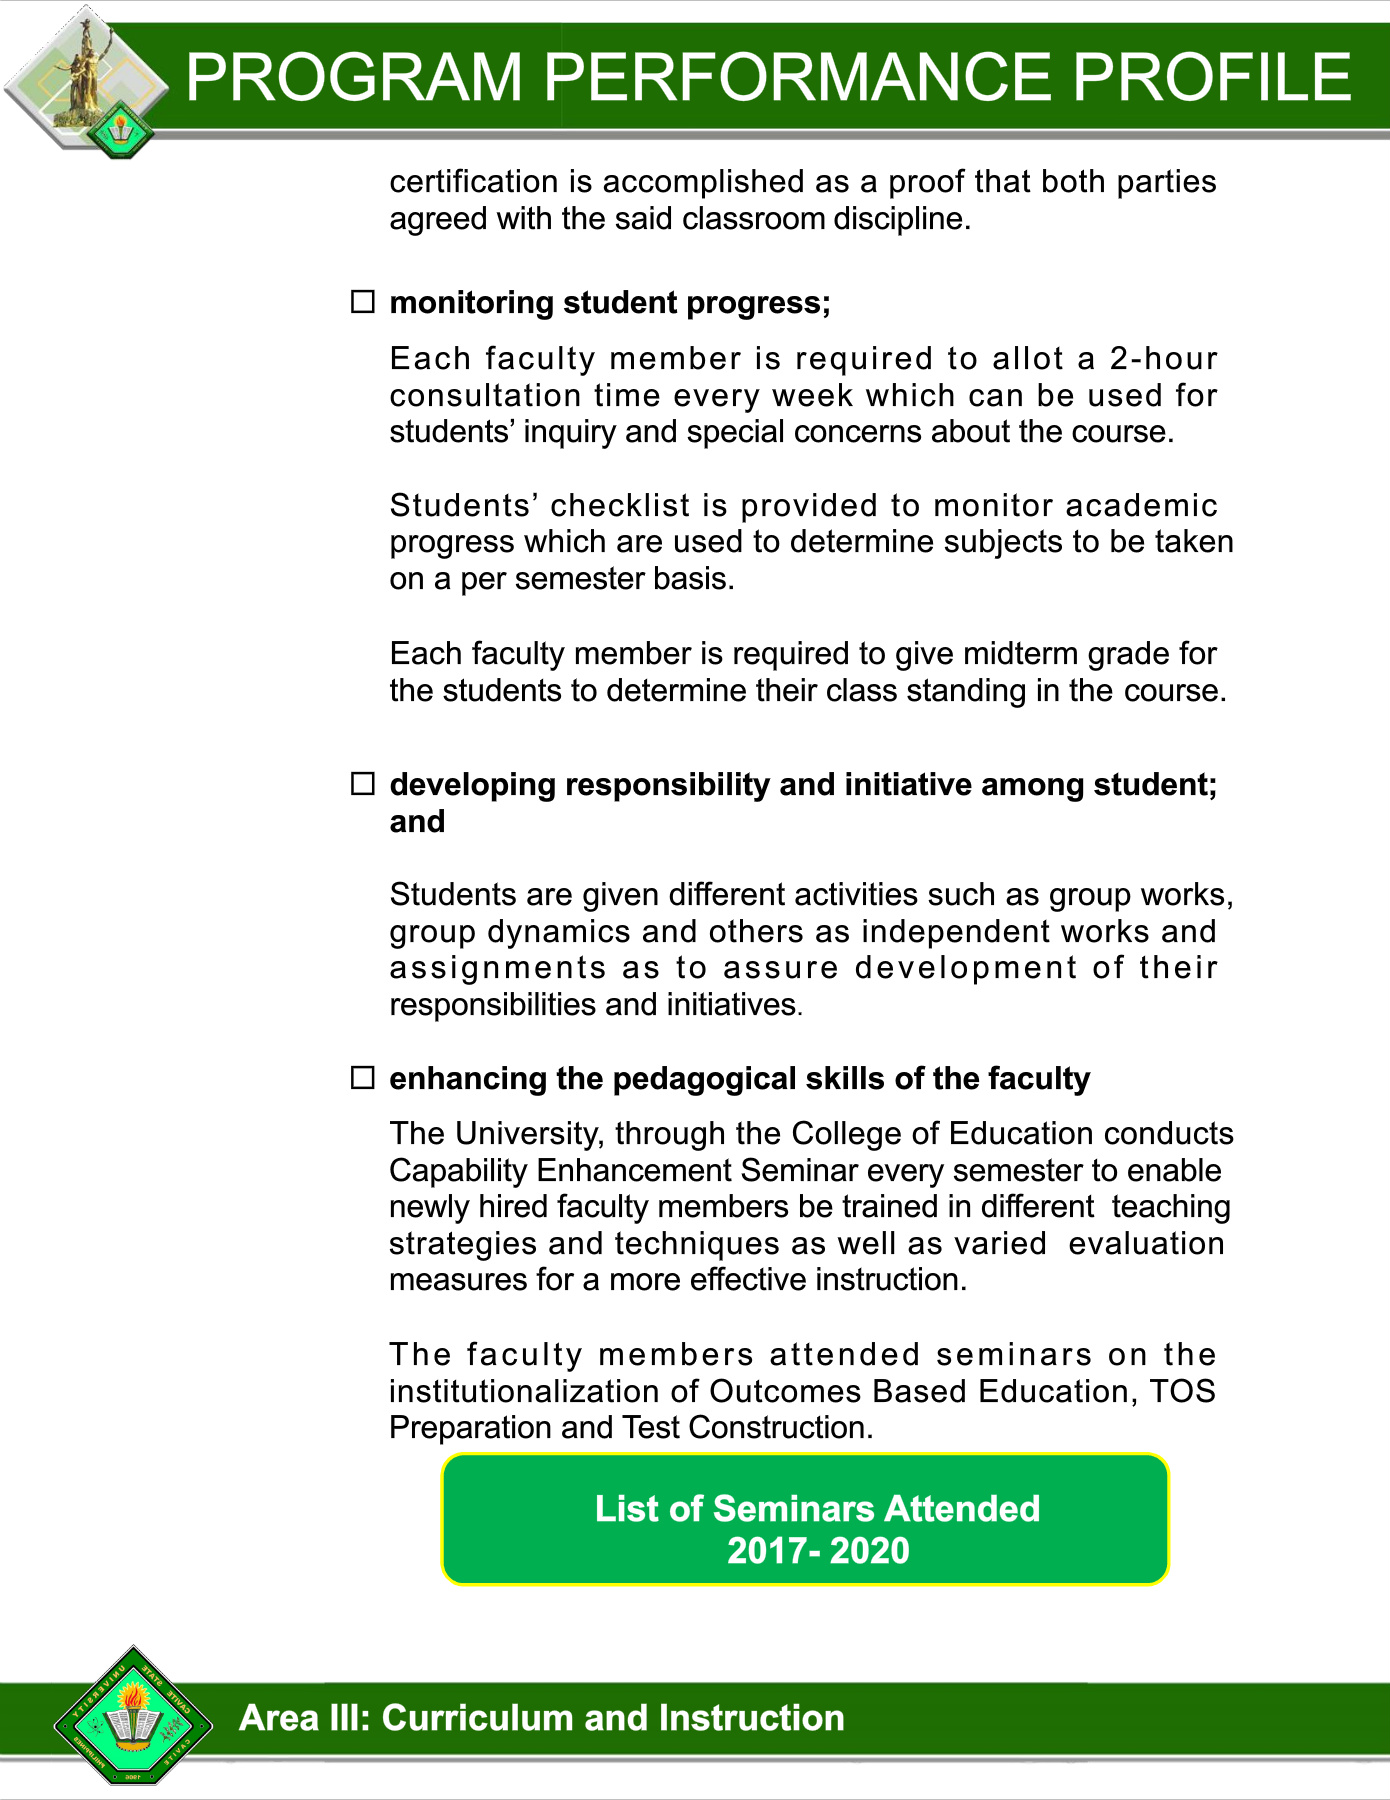 PROGRAM PERFORMANCE PROFILE
certification is accomplished as a proof that both parties
agreed with the said classroom discipline.
☐ monitoring student progress;
Each faculty member is required to allot a 2-hour
consultation time every week which can be used for
students’ inquiry and special concerns about the course.
Students’ checklist is provided to monitor academic
progress which are used to determine subjects to be taken
on a per semester basis.
Each faculty member is required to give midterm grade for
the students to determine their class standing in the course.
☐ developing responsibility and initiative among student;
and
Students are given different activities such as group works,
group dynamics and others as independent works and
assignments as to assure development of their
responsibilities and initiatives.
☐ enhancing the pedagogical skills of the faculty
The University, through the College of Education conducts
Capability Enhancement Seminar every semester to enable
newly hired faculty members be trained in different teaching
strategies and techniques as well as varied evaluation
measures for a more effective instruction.
The faculty members attended seminars on the
institutionalization of Outcomes Based Education, TOS
Preparation and Test Construction.
List of Seminars Attended
2017- 2020
CAVITE STATE UNIVERSITY
CAVITE
PHILIPPINES
1906
Area III: Curriculum and Instruction